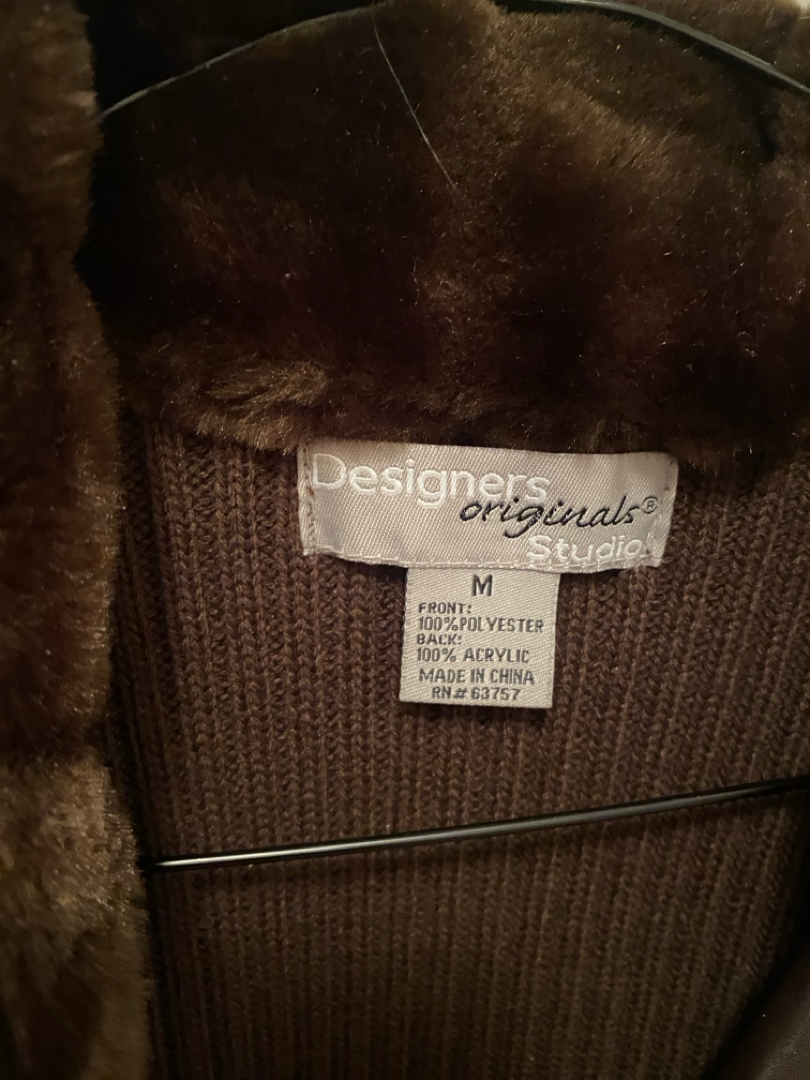 Designers
originals®
Studio
M
FRONT:
100%POLYESTER
BACK:
100% ACRYLIC
MADE IN CHINA
RN#63757